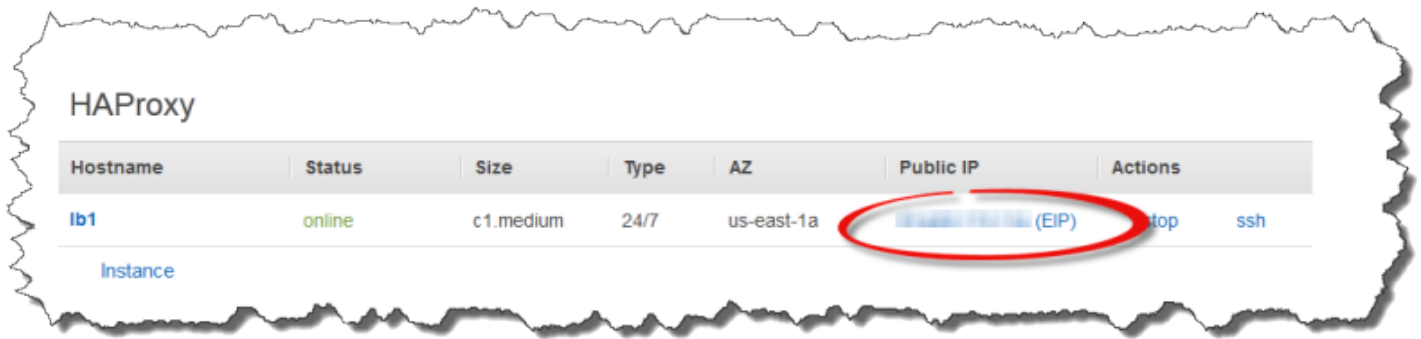 HAProxy
Hostname Status Size Type AZ Public IP Actions
lb1 online c1.medium 24/7 us-east-1a (EIP) stop ssh
Instance